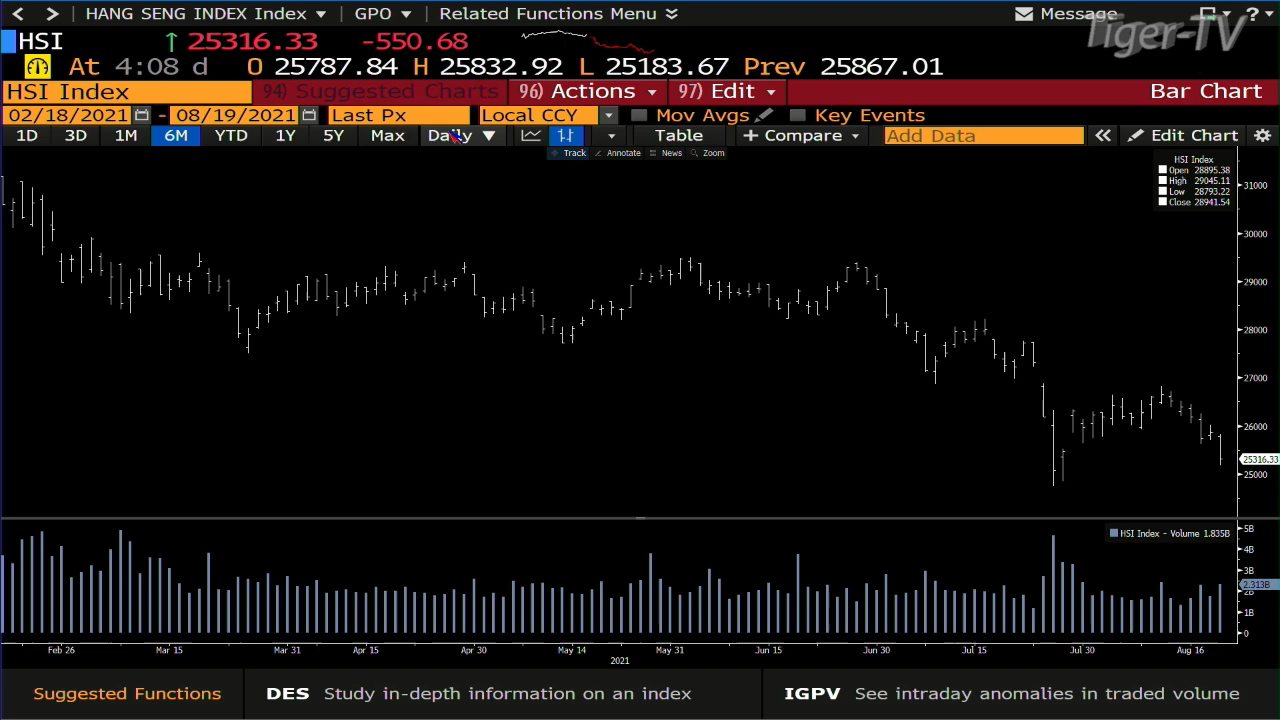 HANG SENG INDEX Index GPO Related Functions Menu Message ?
Tiger-TV
HSI 25316.33 -550.68
At 4:08 d O 25787.84 H 25832.92 L 25183.67 Prev 25867.01
HSI Index 94) Suggested Charts 96) Actions 97) Edit Bar Chart
02/18/2021 - 08/19/2021 Last Px Local CCY Mov Avgs Key Events
1D 3D 1M 6M YTD 1Y 5Y Max Daily Table + Compare Add Data Edit Chart
Track Annotate News Zoom
HSI Index
Open 28895.38
High 29045.11
Low 28793.22
Close 28941.54
31000
30000
29000
28000
27000
26000
25316.33
25000
HSI Index - Volume 1.835B
5B
4B
3B
2.313B
2B
1B
0
Feb 26 Mar 15 Mar 31 Apr 15 Apr 30 May 14 May 31 Jun 15 Jun 30 Jul 15 Jul 30 Aug 16
2021
Suggested Functions DES Study in-depth information on an index IGPV See intraday anomalies in traded volume